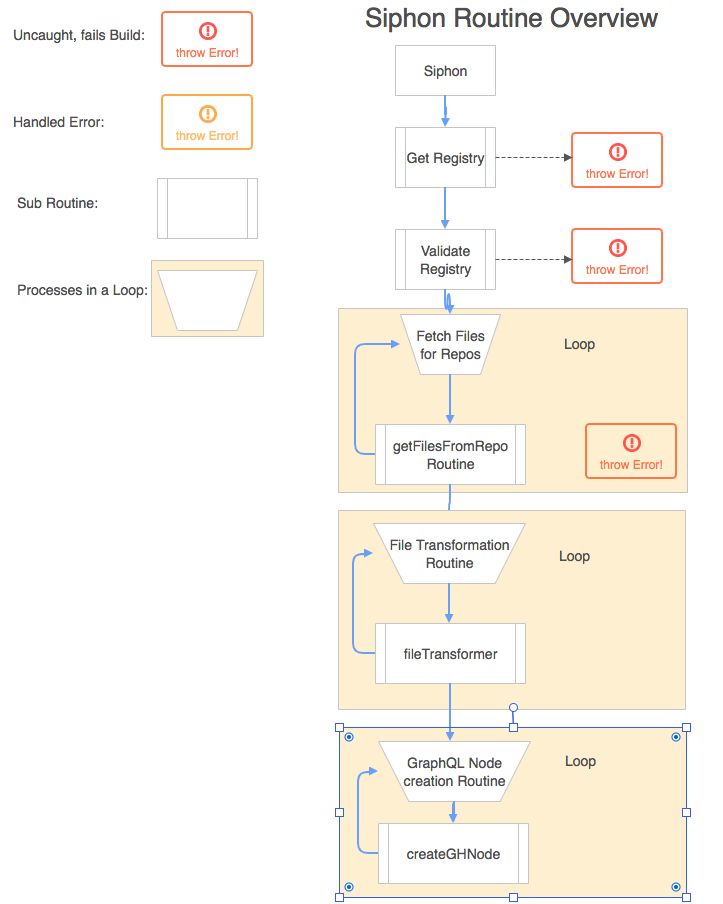 Siphon Routine Overview
Uncaught, fails Build:
throw Error!
Handled Error:
throw Error!
Sub Routine:
Processes in a Loop:
Siphon
Get Registry
throw Error!
Validate
Registry
throw Error!
Fetch Files
for Repos
Loop
getFilesFromRepo
Routine
throw Error!
File Transformation
Routine
Loop
fileTransformer
GraphQL Node
creation Routine
Loop
createGHNode